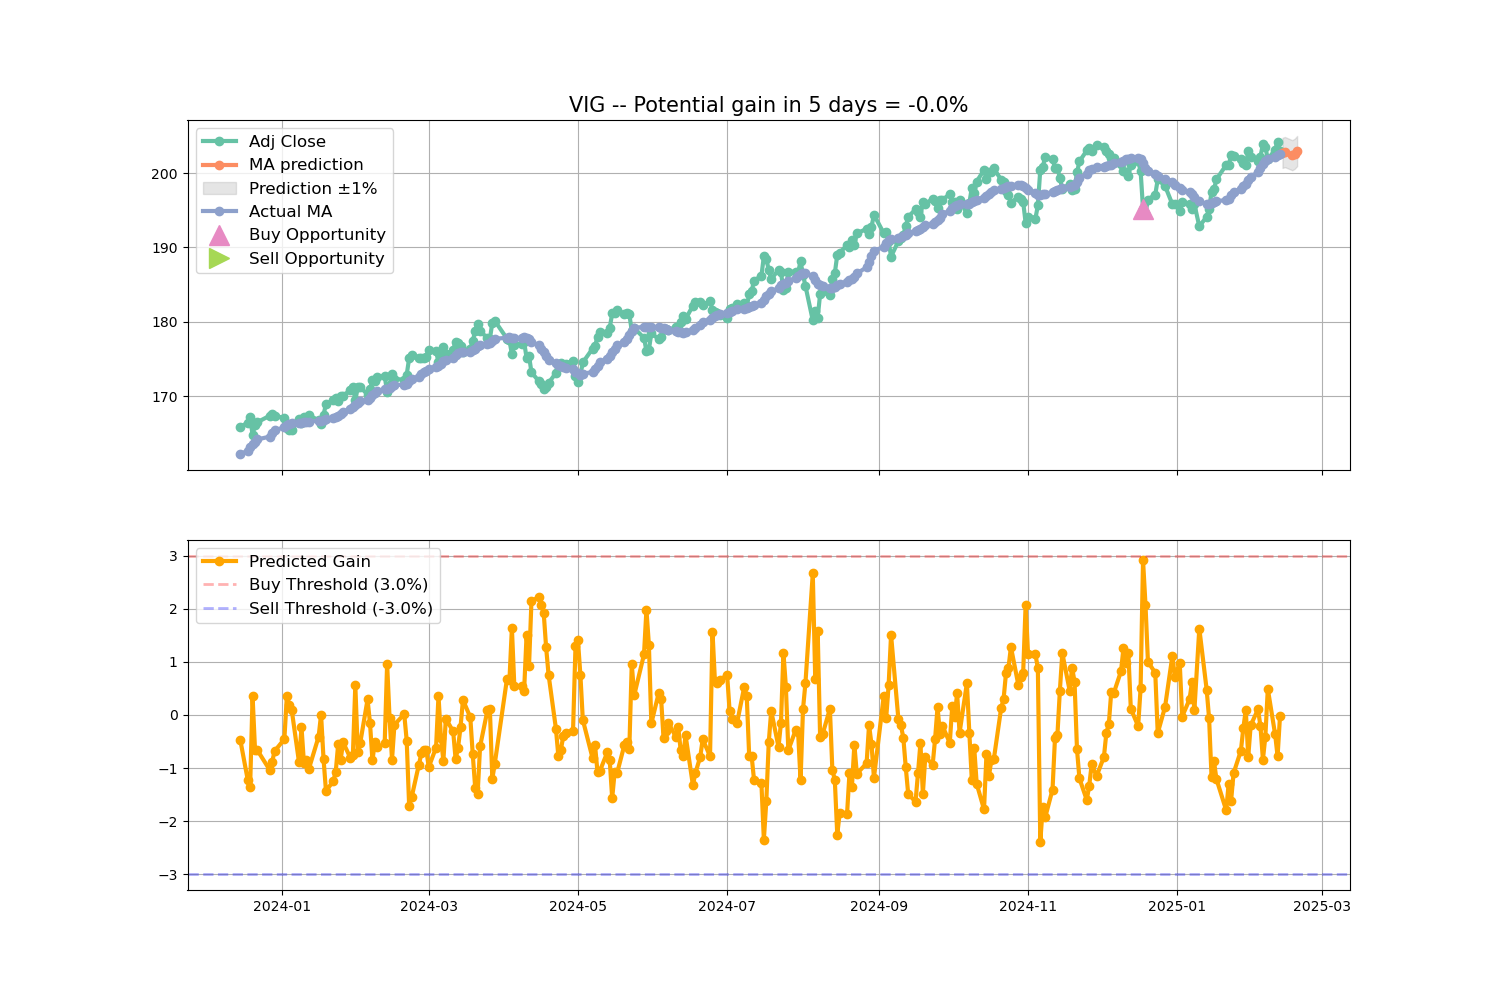 VIG -- Potential gain in 5 days = -0.0%
Adj Close
MA prediction
Prediction ±1%
Actual MA
Buy Opportunity
Sell Opportunity
200
190
180
170
Predicted Gain
Buy Threshold (3.0%)
Sell Threshold (-3.0%)
3
2
1
0
−1
−2
−3
2024-01 2024-03 2024-05 2024-07 2024-09 2024-11 2025-01 2025-03